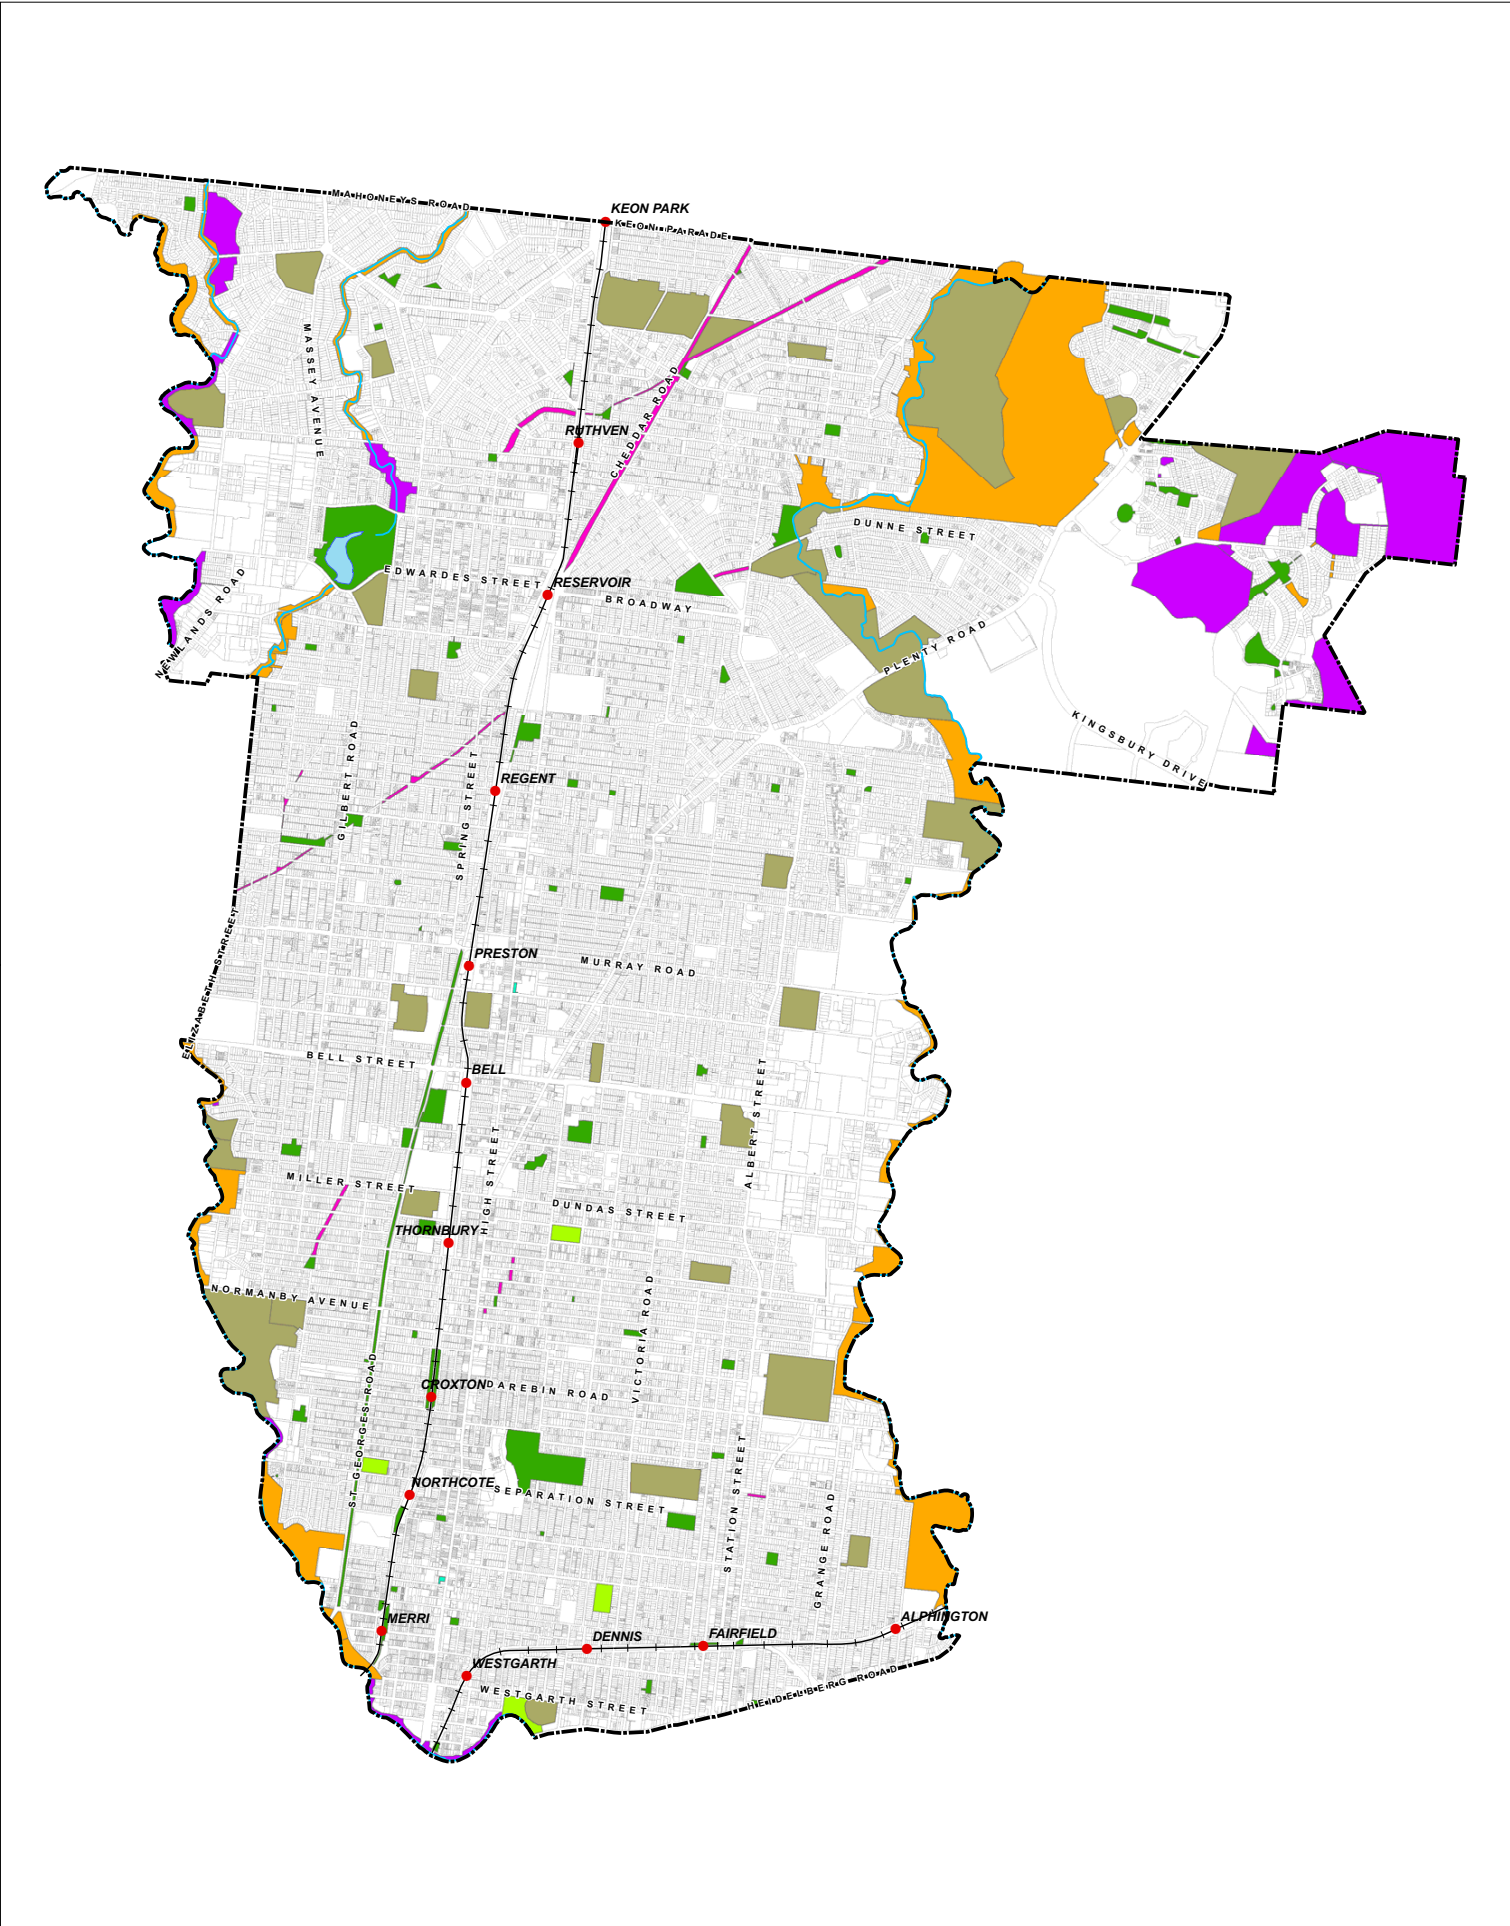 MAHONEYS ROAD
KEON PARK
KEON PARADE
MASSEY AVENUE
RUTHVEN
CHEDDAR ROAD
DUNNE STREET
EDWARDES STREET
RESERVOIR
BROADWAY
NEWLANDS ROAD
PLENTY ROAD
KINGSBURY DRIVE
GILBERT ROAD
SPRING STREET
REGENT
ELIZABETH STREET
PRESTON
MURRAY ROAD
BELL STREET
BELL
ALBERT STREET
HIGH STREET
MILLER STREET
DUNDAS STREET
THORNBURY
NORMANBY AVENUE
VICTORIA ROAD
ST GEORGES ROAD
CROXTON
DAREBIN ROAD
NORTHCOTE
SEPARATION STREET
STATION STREET
GRANGE ROAD
MERRI
DENNIS
FAIRFIELD
ALPHINGTON
WESTGARTH
WESTGARTH STREET
HEIDELBERG ROAD